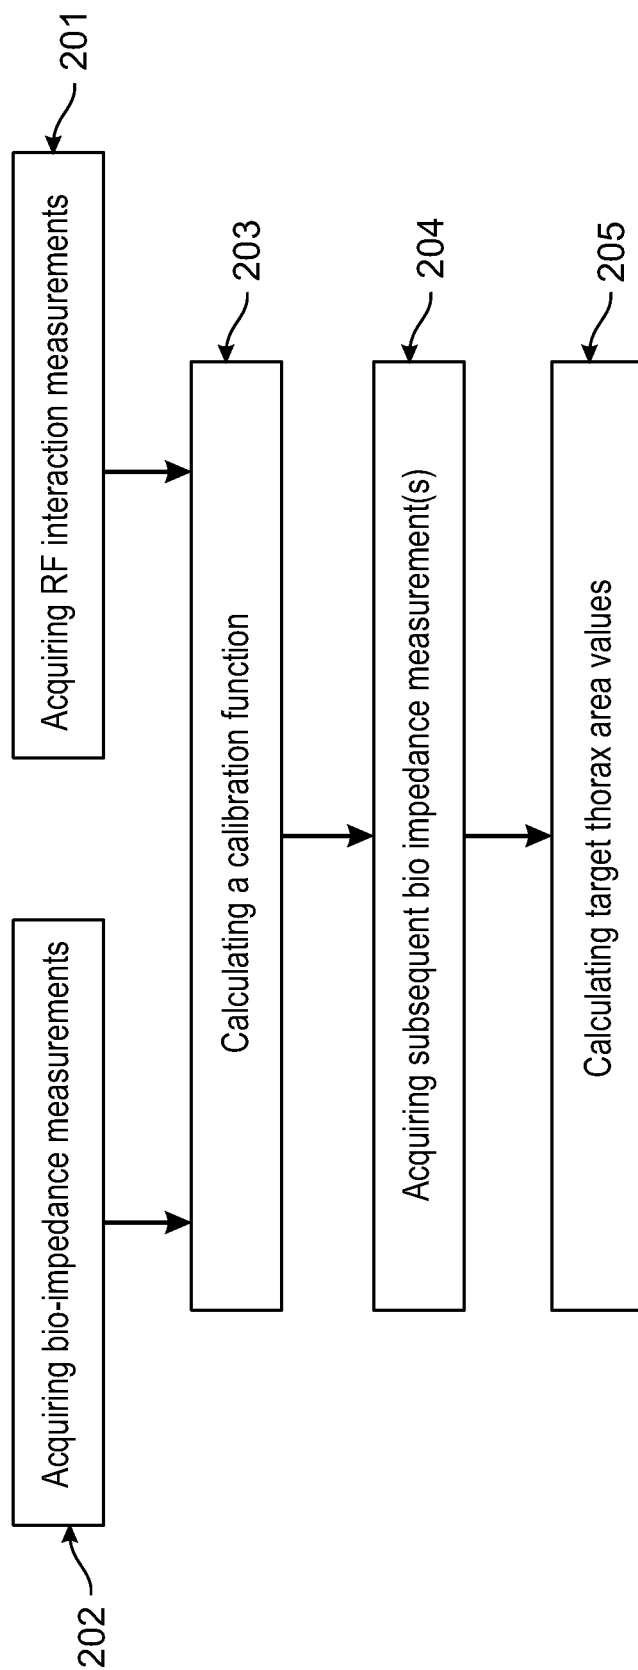 202
Acquiring bio-impedance measurements
Acquiring RF interaction measurements
201
Calculating a calibration function
203
Acquiring subsequent bio impedance measurement(s)
204
Calculating target thorax area values
205